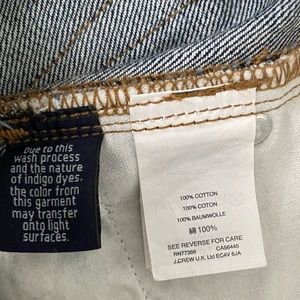 Due to this
wash process
and the nature
of indigo dyes,
the color from
this garment
may transfer
onto light
surfaces.
100% COTTON
100% COTON
100% BAUMWOLLE
綿 100%
SEE REVERSE FOR CARE
RN77388 CA56445
J.CREW U.K. Ltd EC4V 6JA